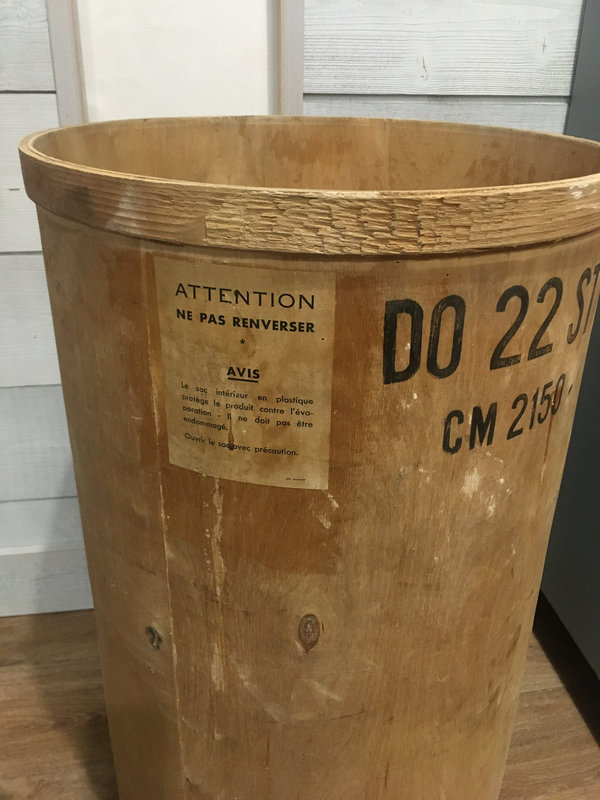 ATTENTION
NE PAS RENVERSER
AVIS
Le sac intérieur en plastique
protège le produit contre l'éva-
poration - Il ne doit pas être
endommagé.
Ouvrir le sac avec précaution.
DO 22 ST
CM 2150